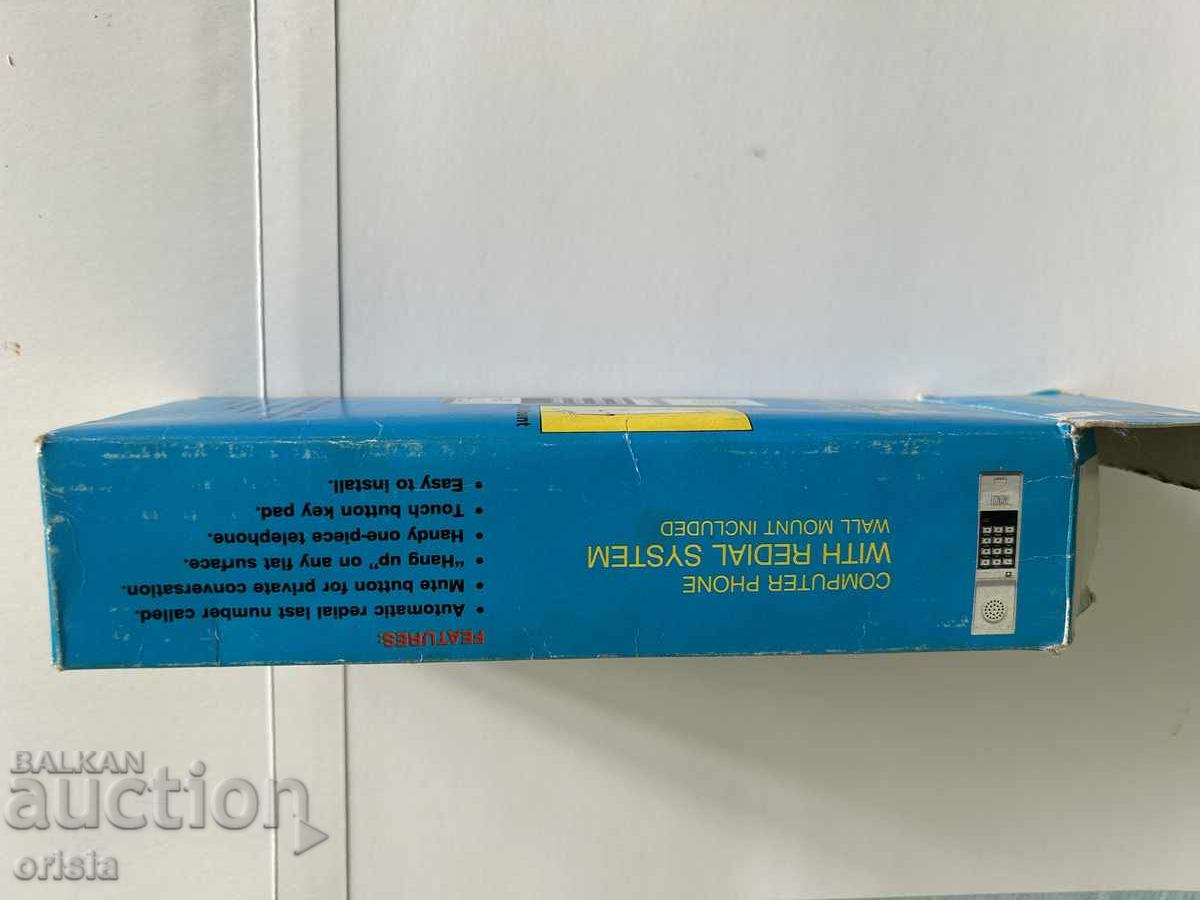 COMPUTER PHONE
WITH REDIAL SYSTEM
WALL MOUNT INCLUDED
FEATURES:
• Automatic redial last number called.
• Mute button for private conversation.
• “Hang up” on any flat surface.
• Handy one-piece telephone.
• Touch button key pad.
• Easy to install.
BALKAN
auction
orisia